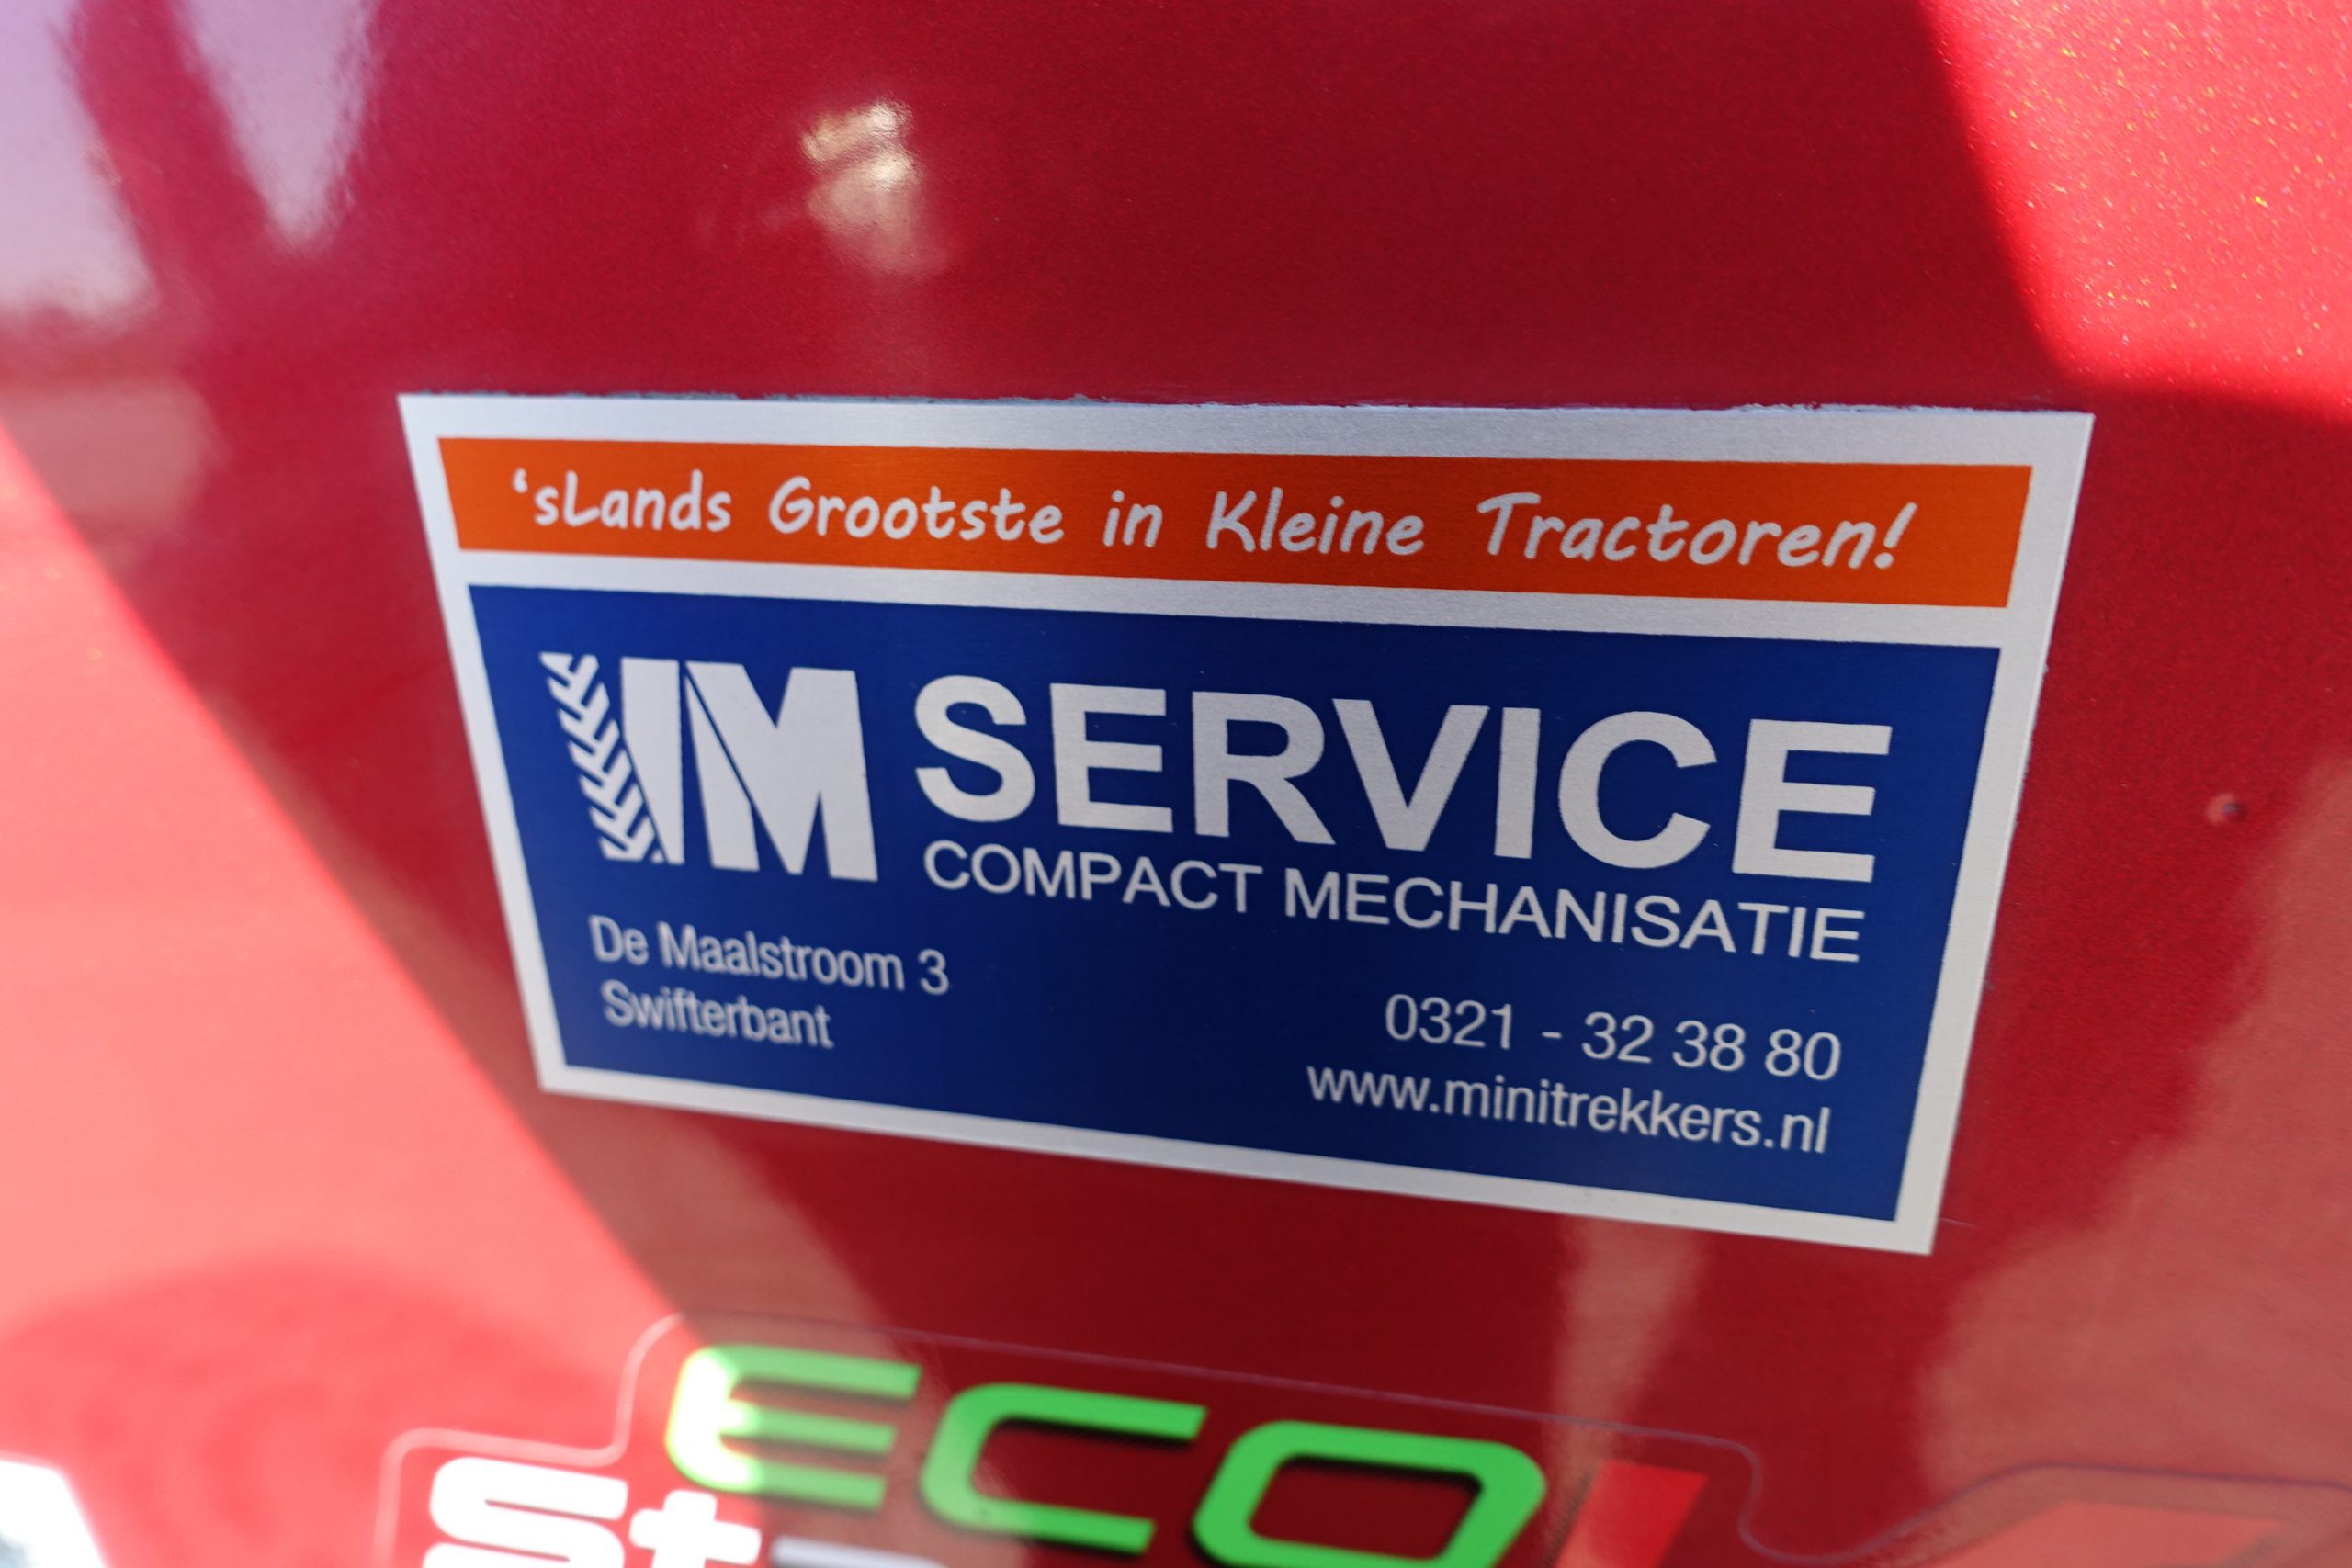 ‘sLands Grootste in Kleine Tractoren!
IM SERVICE
COMPACT MECHANISATIE
De Maalstroom 3
Swifterbant
0321 - 32 38 80
www.minitrekkers.nl
ECO